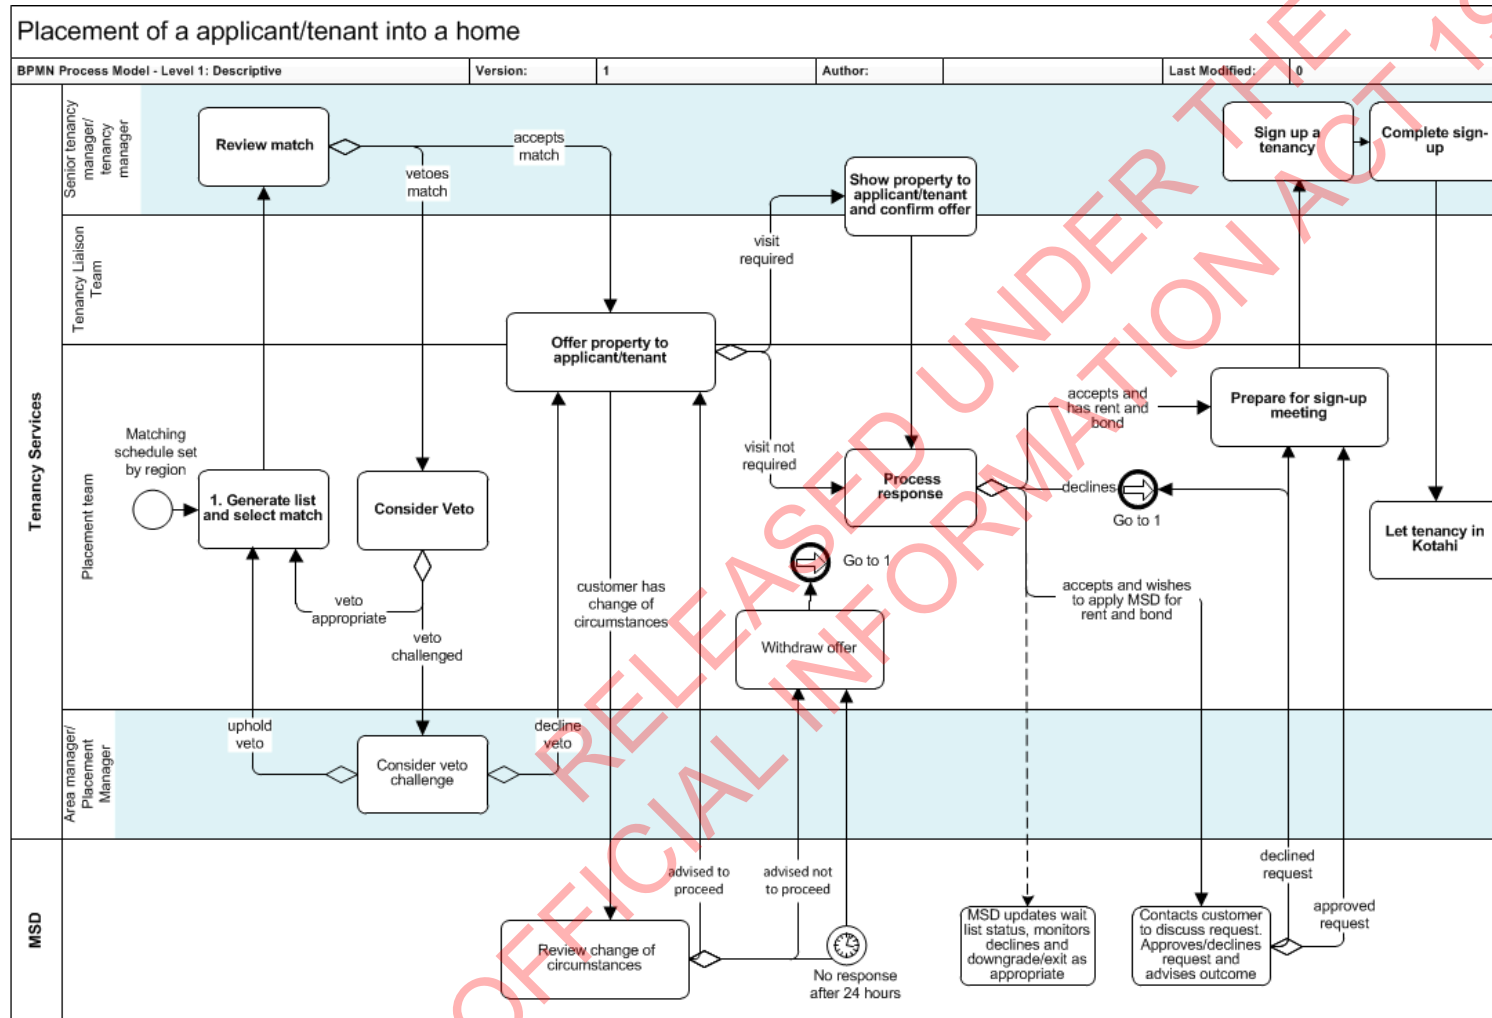 Placement of a applicant/tenant into a home
BPMN Process Model - Level 1: Descriptive
Version:
1
Author:
Last Modified:
0
Tenancy Services
Senior tenancy
manager/
tenancy
manager
Review match
accepts
match
vetoes
match
Show property to
applicant/tenant
and confirm offer
Sign up a
tenancy
Complete sign-
up
Tenancy Liaison
Team
visit
required
Offer property to
applicant/tenant
Placement team
Matching
schedule set
by region
1. Generate list
and select match
Consider Veto
veto
appropriate
veto
challenged
customer has
change of
circumstances
visit not
required
Process
response
accepts and
has rent and
bond
Prepare for sign-up
meeting
declines
Go to 1
Go to 1
Withdraw offer
accepts and wishes
to apply MSD for
rent and bond
Let tenancy in
Kotahi
Area manager/
Placement
Manager
uphold
veto
Consider veto
challenge
decline
veto
MSD
advised to
proceed
advised not
to proceed
Review change of
circumstances
No response
after 24 hours
MSD updates wait
list status, monitors
declines and
downgrade/exit as
appropriate
Contacts customer
to discuss request.
Approves/declines
request and
advises outcome
declined
request
approved
request
RELEASED UNDER THE
OFFICIAL INFORMATION ACT 19